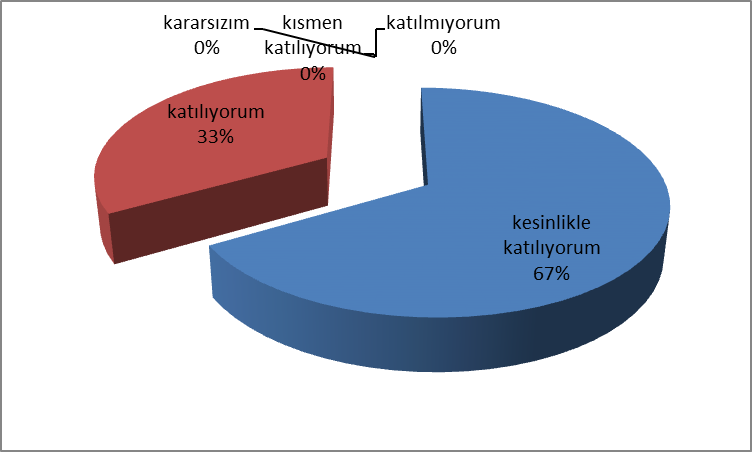 kararsızım
0%
kısmen
katılıyorum
0%
katılmıyorum
0%
katılıyorum
33%
kesinlikle
katılıyorum
67%